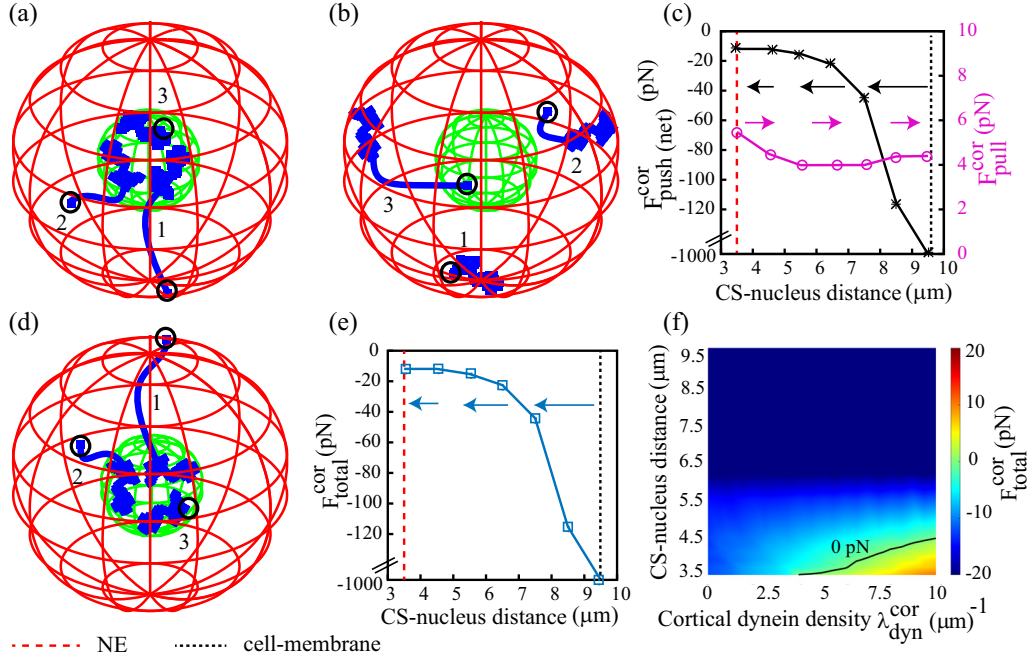 (a)
3
2
1
(b)
2
3
1
(c)
0
-20
-40
-60
-80
-100
-120
-1000
F^cor_push (net) (pN)
10
8
6
4
2
0
F^cor_pull (pN)
3 4 5 6 7 8 9 10
CS-nucleus distance (μm)
(d)
1
2
3
(e)
0
-20
-40
-60
-80
-100
-120
-1000
F^cor_total (pN)
3 4 5 6 7 8 9 10
CS-nucleus distance (μm)
(f)
9.5
8.5
7.5
6.5
5.5
4.5
3.5
CS-nucleus distance (μm)
0 pN
0 2.5 5 7.5 10
Cortical dynein density λ^cor_dyn (μm)^-1
20
10
0
-10
-20
F^cor_total (pN)
NE cell-membrane